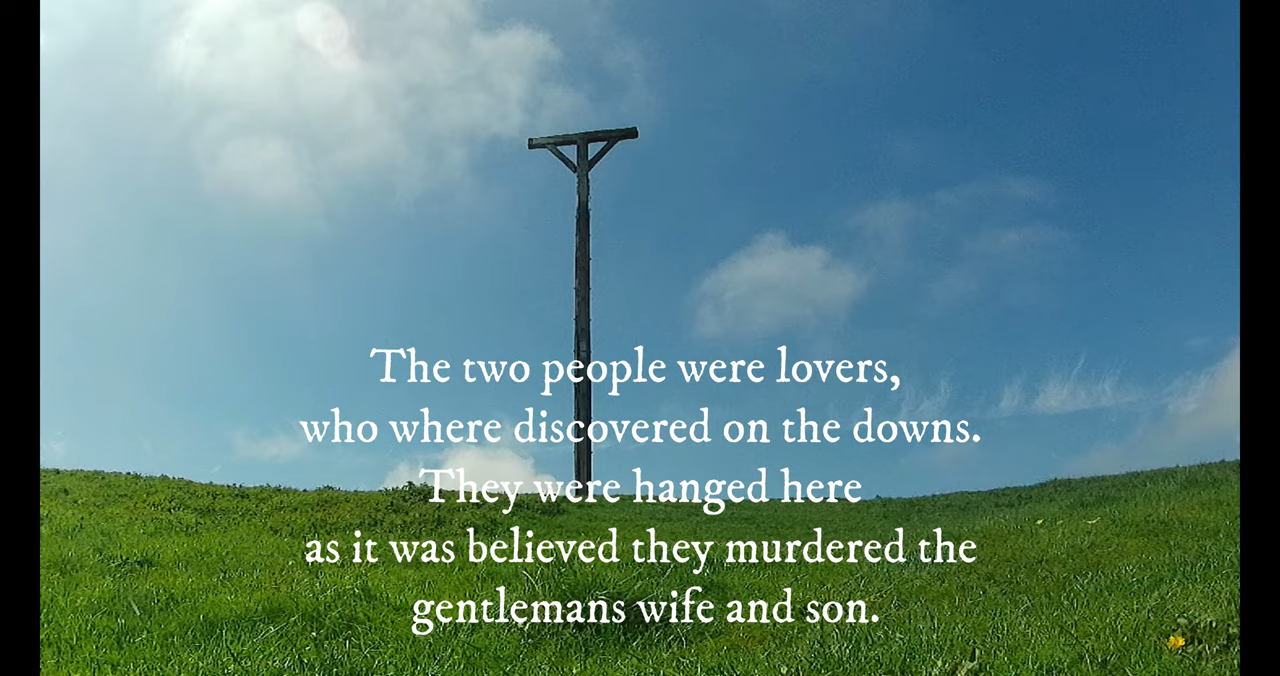 The two people were lovers,
who where discovered on the downs.
They were hanged here
as it was believed they murdered the
gentlemans wife and son.